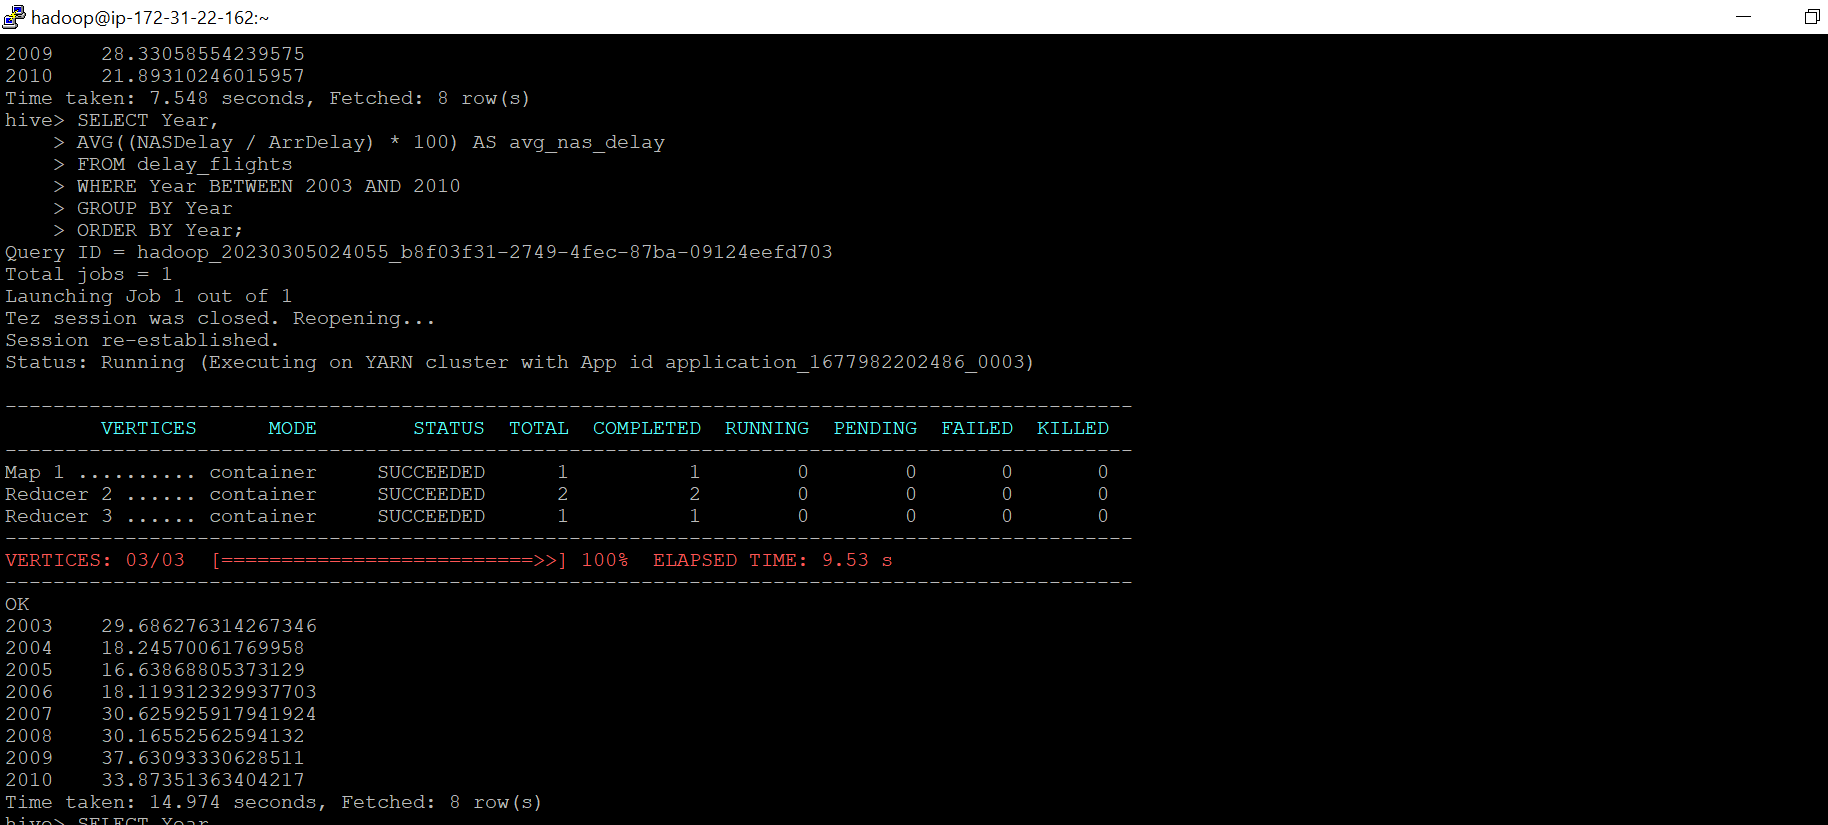 hadoop@ip-172-31-22-162:~
2009    28.33058554239575
2010    21.89310246015957
Time taken: 7.548 seconds, Fetched: 8 row(s)
hive> SELECT Year,
    > AVG((NASDelay / ArrDelay) * 100) AS avg_nas_delay
    > FROM delay_flights
    > WHERE Year BETWEEN 2003 AND 2010
    > GROUP BY Year
    > ORDER BY Year;
Query ID = hadoop_20230305024055_b8f03f31-2749-4fec-87ba-09124eefd703
Total jobs = 1
Launching Job 1 out of 1
Tez session was closed. Reopening...
Session re-established.
Status: Running (Executing on YARN cluster with App id application_1677982202486_0003)
----------------------------------------------------------------------------------------------
        VERTICES      MODE        STATUS  TOTAL  COMPLETED  RUNNING  PENDING  FAILED  KILLED
----------------------------------------------------------------------------------------------
Map 1 .......... container     SUCCEEDED      1          1        0        0       0       0
Reducer 2 ...... container     SUCCEEDED      2          2        0        0       0       0
Reducer 3 ...... container     SUCCEEDED      1          1        0        0       0       0
----------------------------------------------------------------------------------------------
VERTICES: 03/03  [==========================>>] 100%  ELAPSED TIME: 9.53 s
----------------------------------------------------------------------------------------------
OK
2003    29.686276314267346
2004    18.24570061769958
2005    16.63868805373129
2006    18.119312329937703
2007    30.625925917941924
2008    30.16552562594132
2009    37.63093330628511
2010    33.87351363404217
Time taken: 14.974 seconds, Fetched: 8 row(s)
hive> SELECT Year